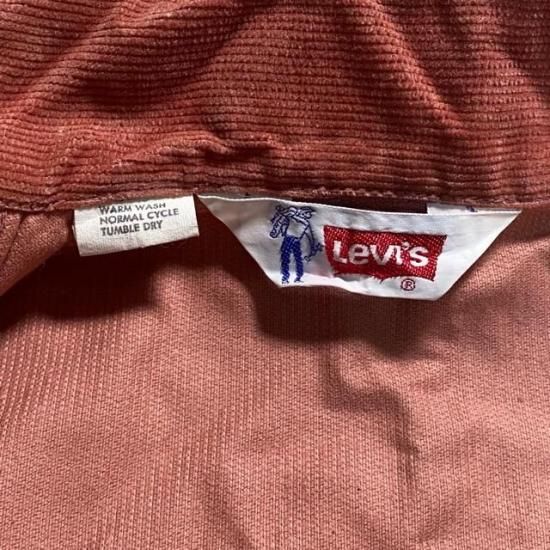 WARM WASH
NORMAL CYCLE
TUMBLE DRY
Levi's
®